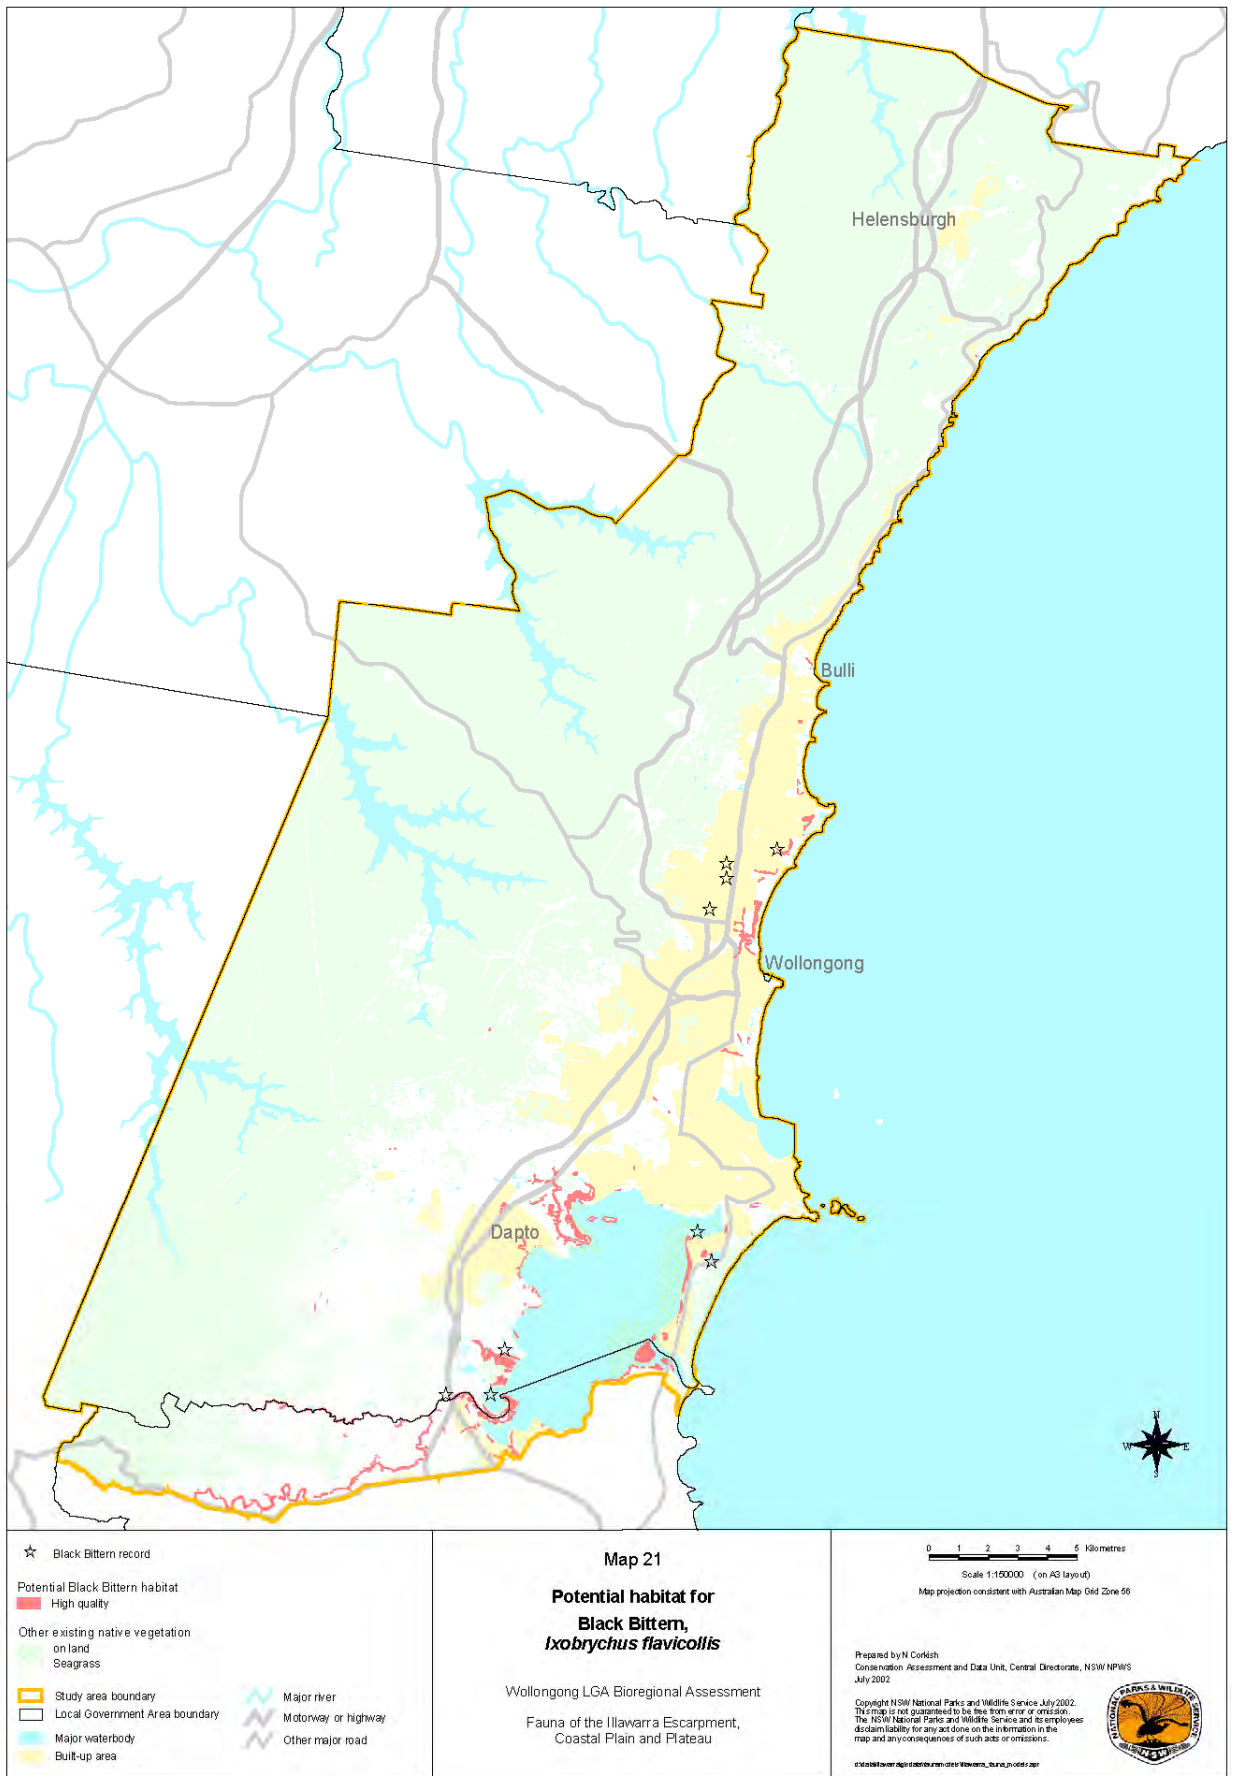 Helensburgh
Bulli
Wollongong
Dapto
N
W E
S
Black Bittern record
Potential Black Bittern habitat
High quality
Other existing native vegetation
on land
Seagrass
Study area boundary
Local Government Area boundary
Major waterbody
Built-up area
Major river
Motorway or highway
Other major road
Map 21
Potential habitat for
Black Bittern,
Ixobrychus flavicollis
Wollongong LGA Bioregional Assessment
Fauna of the Illawarra Escarpment,
Coastal Plain and Plateau
0 1 2 3 4 5 Kilometres
Scale 1:150000 (on A3 layout)
Map projection consistent with Australian Map Grid Zone 56
Prepared by N Corkish
Conservation Assessment and Data Unit, Central Directorate, NSW NPWS
July 2002
Copyright NSW National Parks and Wildlife Service July 2002.
This map is not guaranteed to be free from error or omission.
The NSW National Parks and Wildlife Service and its employees
disclaim liability for any act done on the information in the
map and any consequences of such acts or omissions.
NATIONAL PARKS & WILDLIFE SERVICE
N·S·W